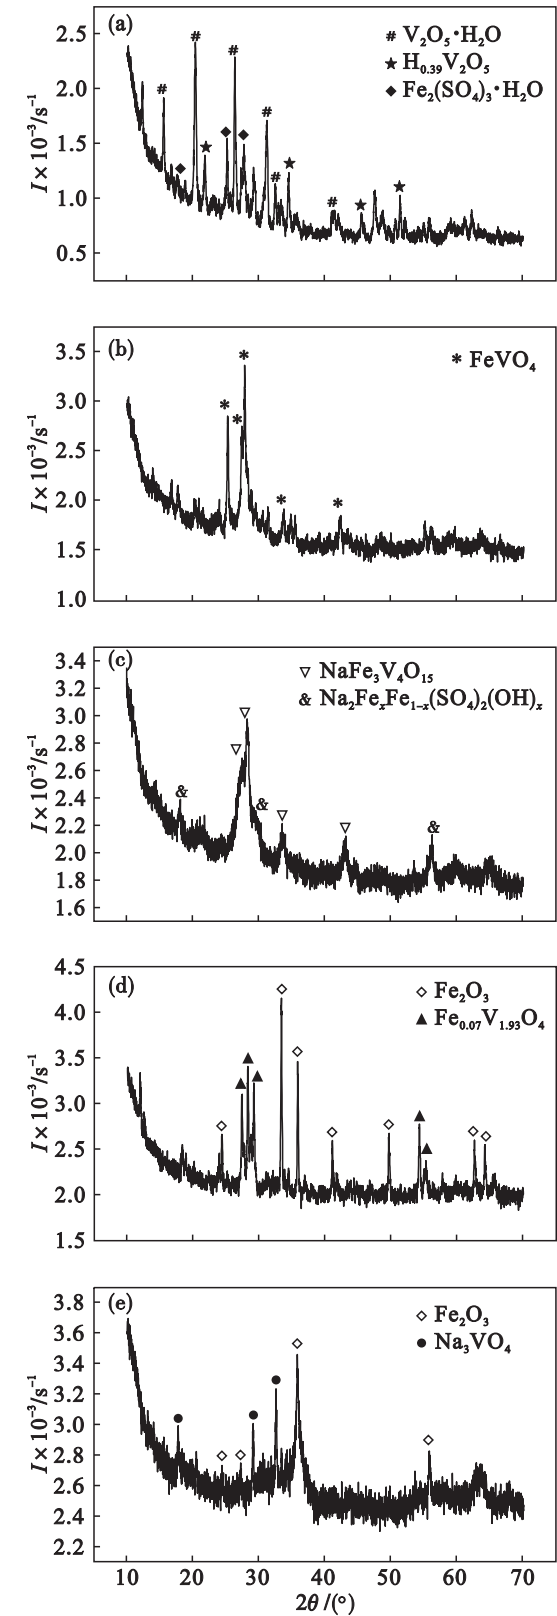 (a)
# V₂O₅·H₂O
★ H₀.₃₉V₂O₅
◆ Fe₂(SO₄)₃·H₂O
2.5
2.0
1.5
1.0
0.5
I×10⁻³/s⁻¹
# # # # # #
★ ★ ★ ★
◆ ◆ ◆
(b)
* FeVO₄
3.5
3.0
2.5
2.0
1.5
1.0
I×10⁻³/s⁻¹
* * * * *
(c)
▽ NaFe₃V₄O₁₅
& Na₂FeₓFe₁₋ₓ(SO₄)₂(OH)ₓ
3.4
3.2
3.0
2.8
2.6
2.4
2.2
2.0
1.8
1.6
I×10⁻³/s⁻¹
& & &
▽ ▽ ▽ ▽
(d)
◇ Fe₂O₃
▲ Fe₀.₀₇V₁.₉₃O₄
4.5
3.5
3.0
2.5
2.0
1.5
I×10⁻³/s⁻¹
(e)
◇ Fe₂O₃
● Na₃VO₄
3.8
3.6
3.4
3.2
3.0
2.8
2.6
2.4
2.2
I×10⁻³/s⁻¹
10 20 30 40 50 60 70
2θ/(°)